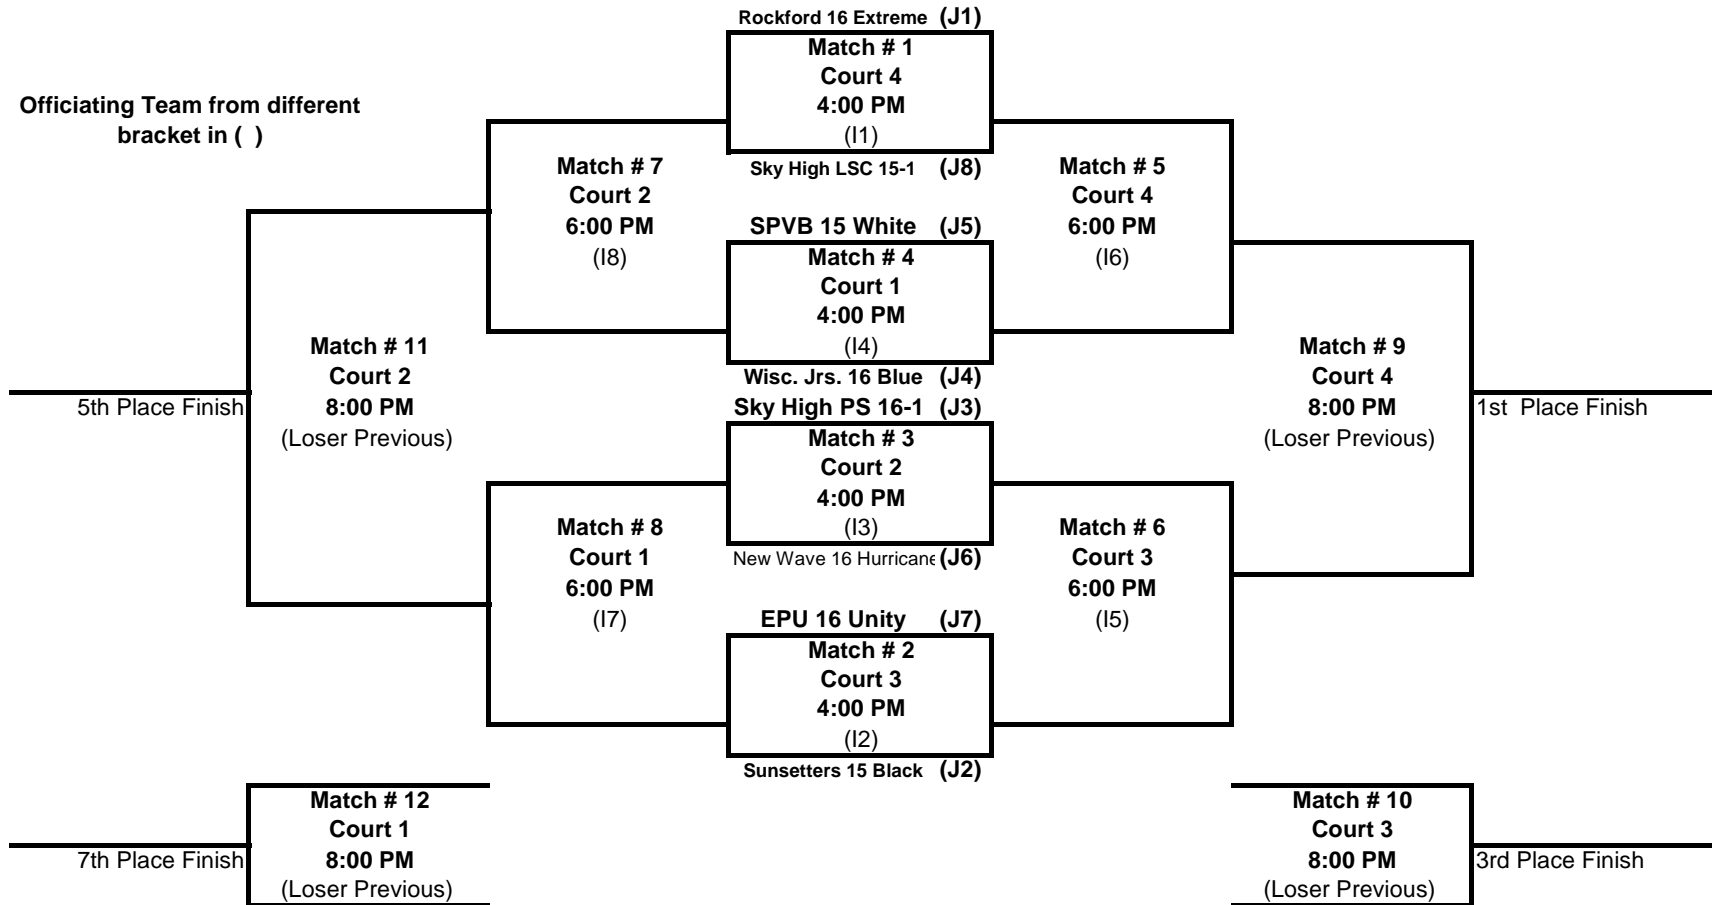 Rockford 16 Extreme (J1)
Match # 1
Court 4
4:00 PM
(I1)
Sky High LSC 15-1 (J8)
Officiating Team from different
bracket in ( )
Match # 7
Court 2
6:00 PM
(I8)
Match # 5
Court 4
6:00 PM
(I6)
SPVB 15 White (J5)
Match # 4
Court 1
4:00 PM
(I4)
Wisc. Jrs. 16 Blue (J4)
Match # 11
Court 2
8:00 PM
(Loser Previous)
5th Place Finish
Match # 9
Court 4
8:00 PM
(Loser Previous)
1st Place Finish
Sky High PS 16-1 (J3)
Match # 3
Court 2
4:00 PM
(I3)
New Wave 16 Hurricane (J6)
Match # 8
Court 1
6:00 PM
(I7)
Match # 6
Court 3
6:00 PM
(I5)
EPU 16 Unity (J7)
Match # 2
Court 3
4:00 PM
(I2)
Sunsetters 15 Black (J2)
Match # 12
Court 1
8:00 PM
(Loser Previous)
7th Place Finish
Match # 10
Court 3
8:00 PM
(Loser Previous)
3rd Place Finish